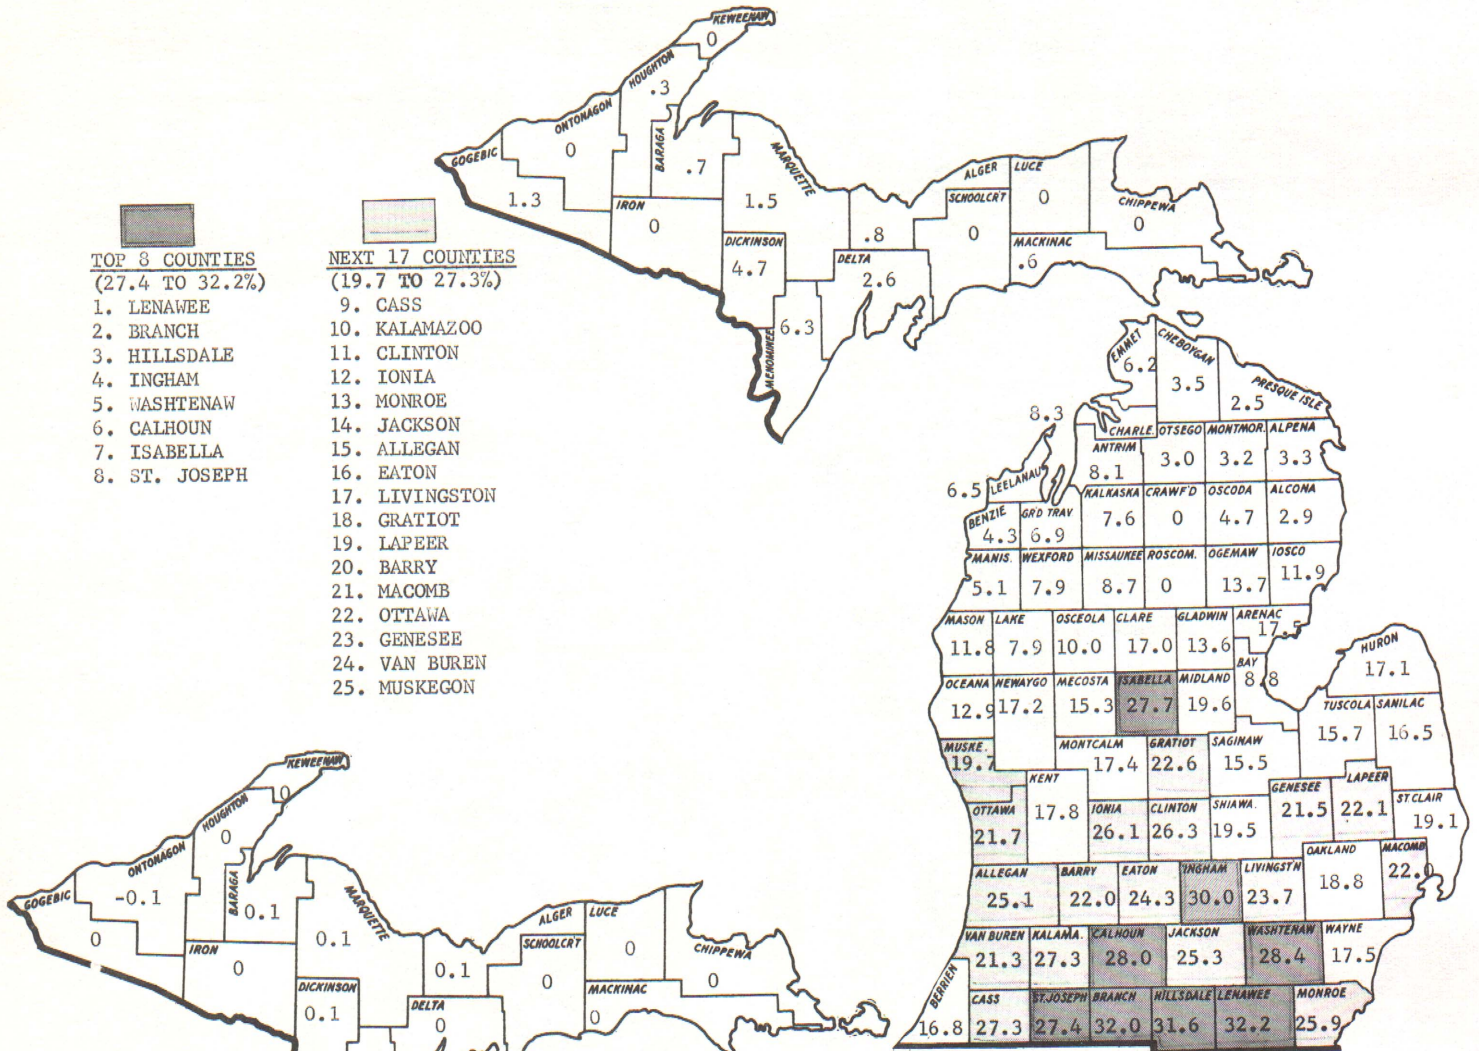 KEWEENAW
0
HOUGHTON
.3
ONTONAGON
0
BARAGA
.7
GOGEBIC
1.3
MARQUETTE
1.5
IRON
0
ALGER
.8
LUCE
0
SCHOOLCR'T
0
CHIPPEWA
0
MACKINAC
.6
DICKINSON
4.7
DELTA
2.6
MENOMINEE
6.3
TOP 8 COUNTIES
(27.4 TO 32.2%)
1. LENAWEE
2. BRANCH
3. HILLSDALE
4. INGHAM
5. WASHTENAW
6. CALHOUN
7. ISABELLA
8. ST. JOSEPH
NEXT 17 COUNTIES
(19.7 TO 27.3%)
9. CASS
10. KALAMAZOO
11. CLINTON
12. IONIA
13. MONROE
14. JACKSON
15. ALLEGAN
16. EATON
17. LIVINGSTON
18. GRATIOT
19. LAPEER
20. BARRY
21. MACOMB
22. OTTAWA
23. GENESEE
24. VAN BUREN
25. MUSKEGON
EMMET
6.2
CHEBOYGAN
3.5
PRESQUE ISLE
2.5
8.3
CHARLE. OTSEGO MONTMOR. ALPENA
ANTRIM
8.1 3.0 3.2 3.3
6.5 LEELANAU
KALKASKA CRAWF'D OSCODA ALCONA
BENZIE GR'D TRAV
4.3 6.9 7.6 0 4.7 2.9
MANIS. WEXFORD MISSAUKEE ROSCOM. OGEMAW IOSCO
5.1 7.9 8.7 0 13.7 11.9
MASON LAKE OSCEOLA CLARE GLADWIN ARENAC
11.8 7.9 10.0 17.0 13.6 17.5
BAY
8.8
HURON
17.1
OCEANA NEWAYGO MECOSTA ISABELLA MIDLAND
12.9 17.2 15.3 27.7 19.6
TUSCOLA SANILAC
15.7 16.5
MUSKE. MONTCALM GRATIOT SAGINAW
19.7 17.4 22.6 15.5
KENT
17.8
GENESEE LAPEER
21.5 22.1
ST.CLAIR
19.1
OTTAWA IONIA CLINTON SHIAWA.
21.7 26.1 26.3 19.5
OAKLAND MACOMB
18.8 22.0
ALLEGAN BARRY EATON INGHAM LIVINGST'N
25.1 22.0 24.3 30.0 23.7
VAN BUREN KALAMA. CALHOUN JACKSON WASHTENAW WAYNE
21.3 27.3 28.0 25.3 28.4 17.5
BERRIEN
16.8
CASS ST.JOSEPH BRANCH HILLSDALE LENAWEE MONROE
27.3 27.4 32.0 31.6 32.2 25.9
KEWEENAW
0
HOUGHTON
0
ONTONAGON
-0.1
BARAGA
0.1
GOGEBIC
0
MARQUETTE
0.1
IRON
0
ALGER
0.1
LUCE
0
SCHOOLCR'T
0
CHIPPEWA
0
MACKINAC
0
DICKINSON
0.1
DELTA
0